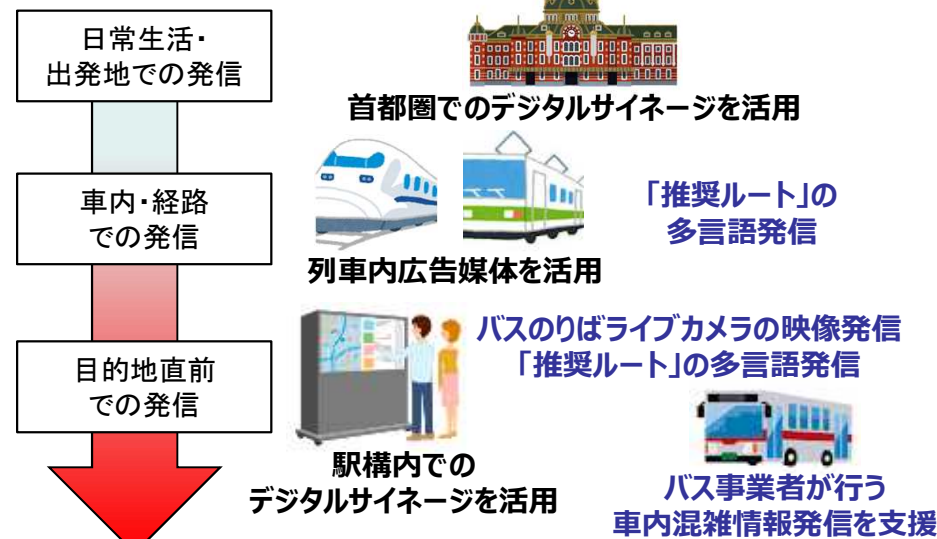 日常生活・
出発地での発信
首都圏でのデジタルサイネージを活用
車内・経路
での発信
「推奨ルート」の
多言語発信
列車内広告媒体を活用
バスのりばライブカメラの映像発信
「推奨ルート」の多言語発信
目的地直前
での発信
駅構内での
デジタルサイネージを活用
バス事業者が行う
車内混雑情報発信を支援